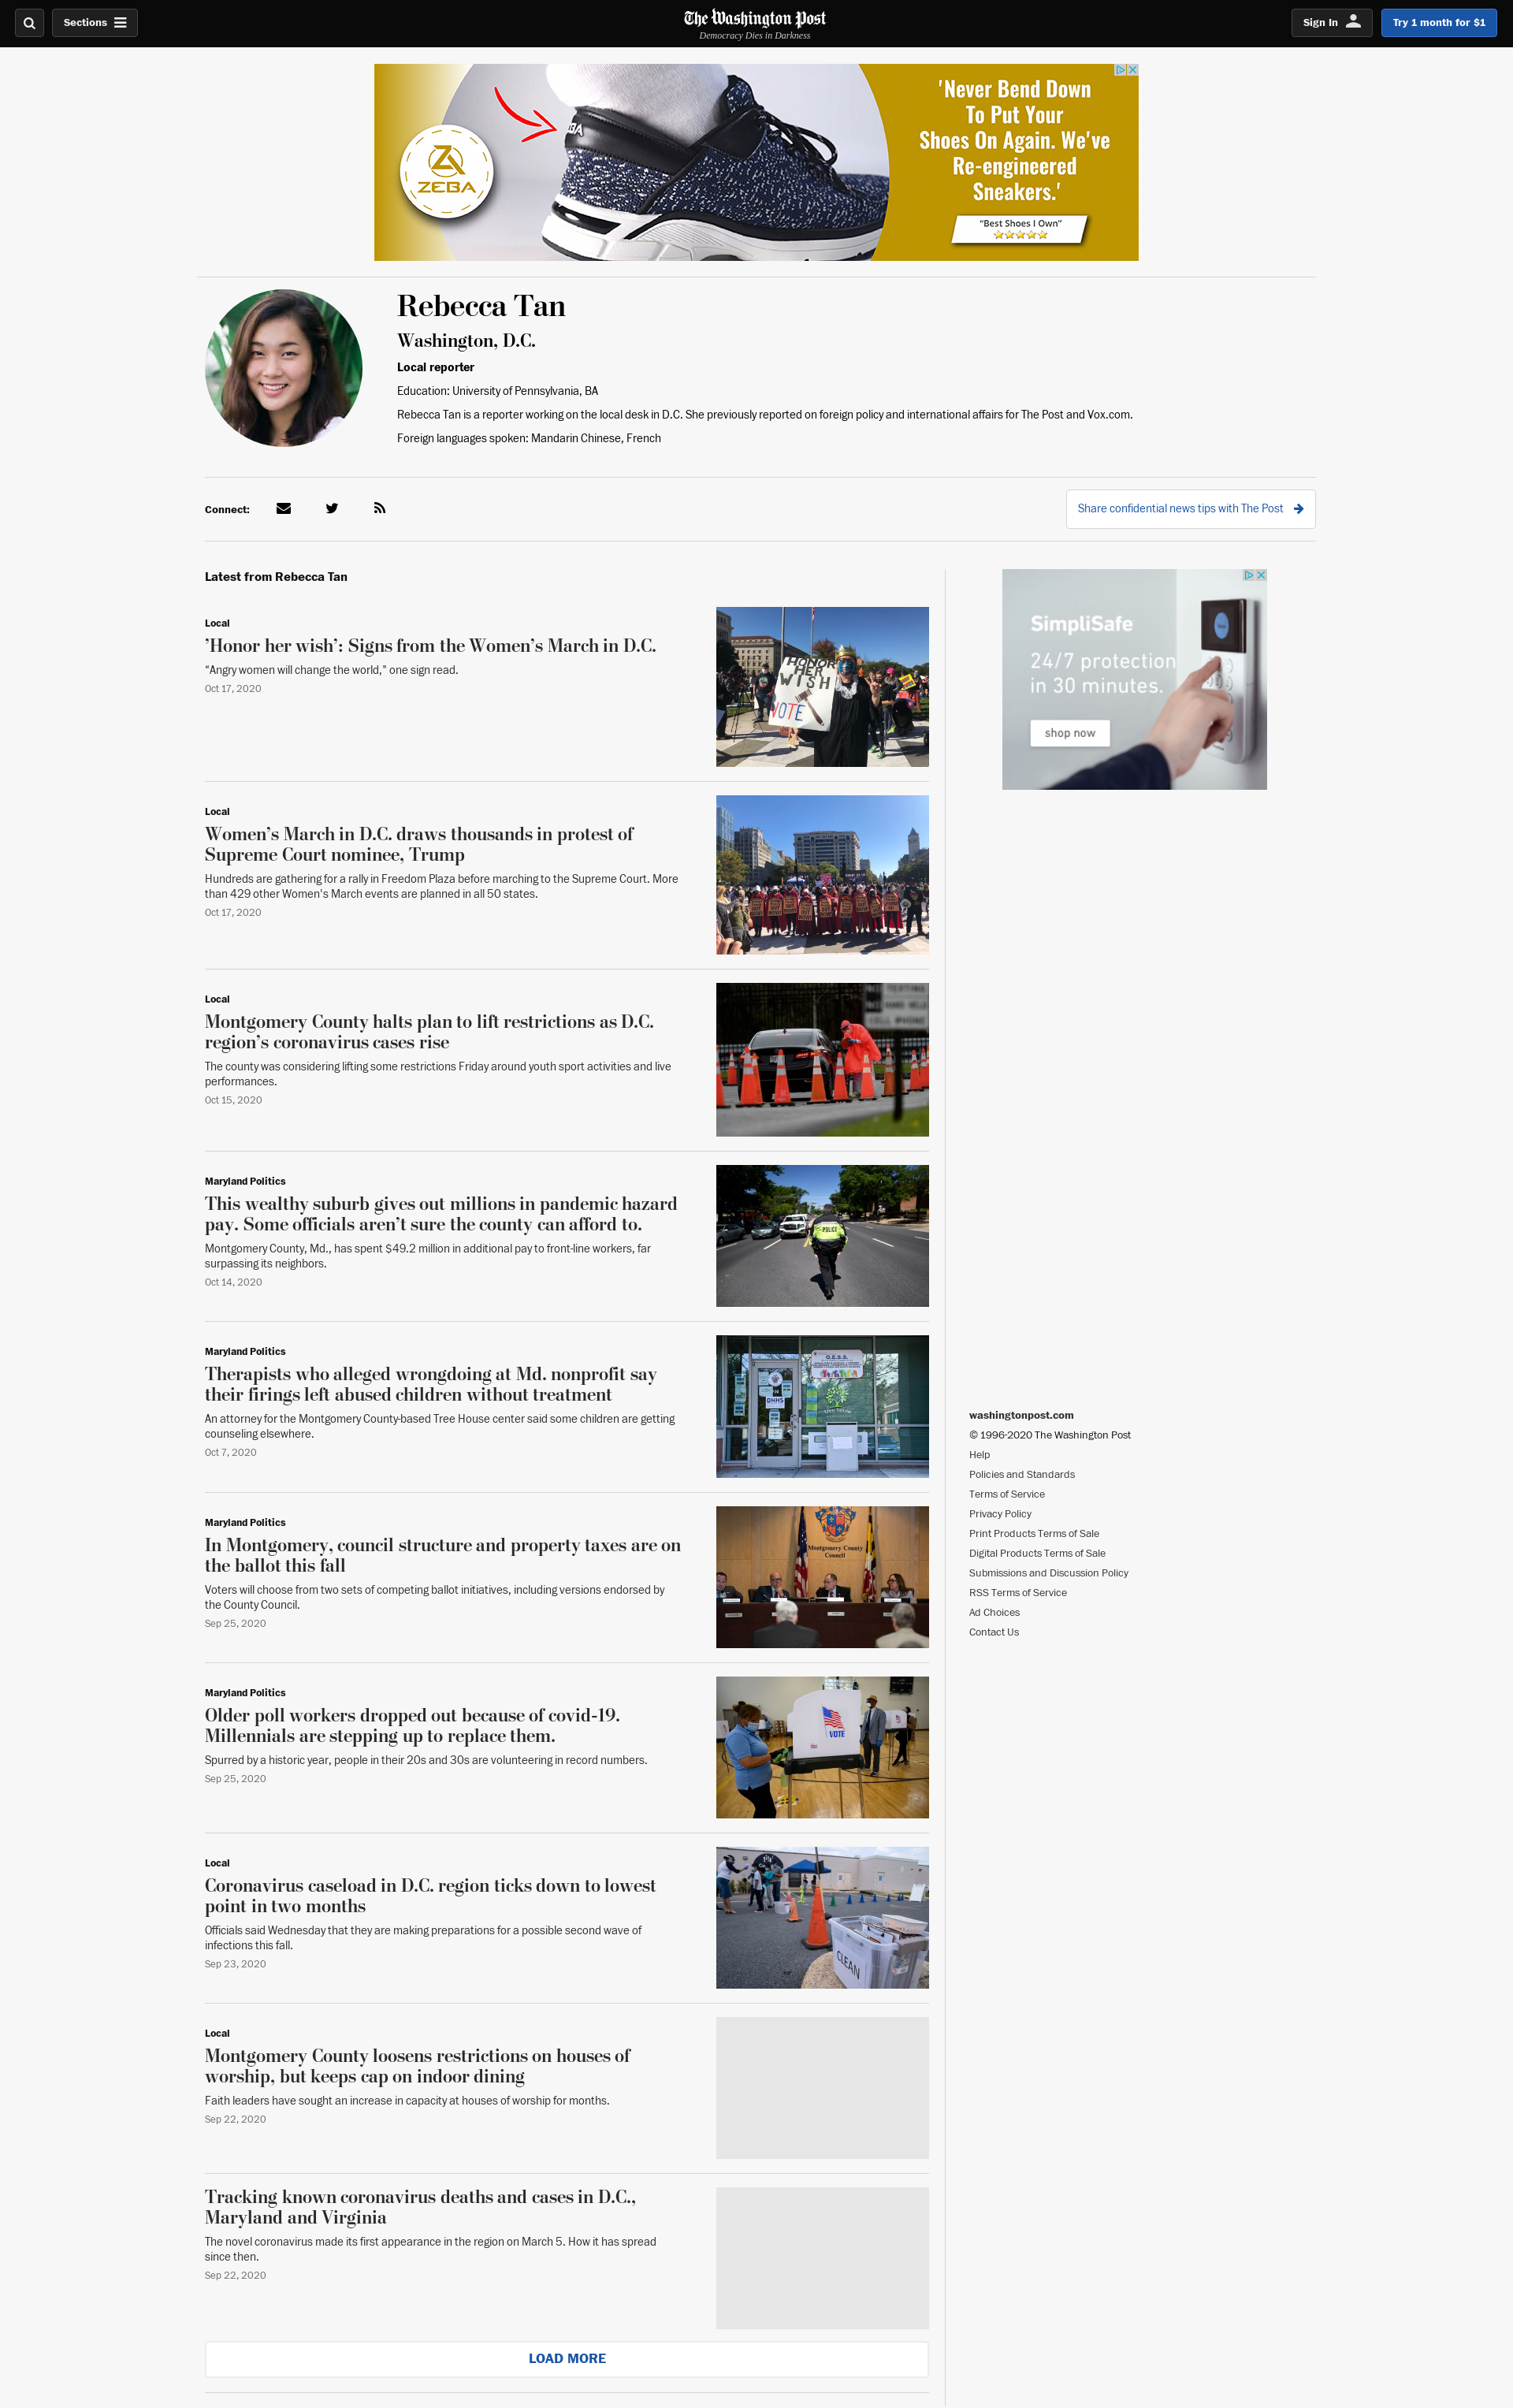 Sections
The Washington Post
Democracy Dies in Darkness
Sign In
Try 1 month for $1
ZEBA
'Never Bend Down
To Put Your
Shoes On Again. We've
Re-engineered
Sneakers.'
"Best Shoes I Own"
Rebecca Tan
Washington, D.C.
Local reporter
Education: University of Pennsylvania, BA
Rebecca Tan is a reporter working on the local desk in D.C. She previously reported on foreign policy and international affairs for The Post and Vox.com.
Foreign languages spoken: Mandarin Chinese, French
Connect:
Share confidential news tips with The Post
Latest from Rebecca Tan
Local
’Honor her wish’: Signs from the Women’s March in D.C.
“Angry women will change the world," one sign read.
Oct 17, 2020
HONOR
HER
WISH
VOTE
SimpliSafe
24/7 protection
in 30 minutes.
shop now
Local
Women’s March in D.C. draws thousands in protest of
Supreme Court nominee, Trump
Hundreds are gathering for a rally in Freedom Plaza before marching to the Supreme Court. More
than 429 other Women's March events are planned in all 50 states.
Oct 17, 2020
Local
Montgomery County halts plan to lift restrictions as D.C.
region’s coronavirus cases rise
The county was considering lifting some restrictions Friday around youth sport activities and live
performances.
Oct 15, 2020
CELL PHONE
Maryland Politics
This wealthy suburb gives out millions in pandemic hazard
pay. Some officials aren’t sure the county can afford to.
Montgomery County, Md., has spent $49.2 million in additional pay to front-line workers, far
surpassing its neighbors.
Oct 14, 2020
POLICE
Maryland Politics
Therapists who alleged wrongdoing at Md. nonprofit say
their firings left abused children without treatment
An attorney for the Montgomery County-based Tree House center said some children are getting
counseling elsewhere.
Oct 7, 2020
DHHS
Maryland Politics
In Montgomery, council structure and property taxes are on
the ballot this fall
Voters will choose from two sets of competing ballot initiatives, including versions endorsed by
the County Council.
Sep 25, 2020
Montgomery County
Council
Maryland Politics
Older poll workers dropped out because of covid-19.
Millennials are stepping up to replace them.
Spurred by a historic year, people in their 20s and 30s are volunteering in record numbers.
Sep 25, 2020
VOTE
Local
Coronavirus caseload in D.C. region ticks down to lowest
point in two months
Officials said Wednesday that they are making preparations for a possible second wave of
infections this fall.
Sep 23, 2020
CLEAN
Local
Montgomery County loosens restrictions on houses of
worship, but keeps cap on indoor dining
Faith leaders have sought an increase in capacity at houses of worship for months.
Sep 22, 2020
Tracking known coronavirus deaths and cases in D.C.,
Maryland and Virginia
The novel coronavirus made its first appearance in the region on March 5. How it has spread
since then.
Sep 22, 2020
LOAD MORE
washingtonpost.com
© 1996-2020 The Washington Post
Help
Policies and Standards
Terms of Service
Privacy Policy
Print Products Terms of Sale
Digital Products Terms of Sale
Submissions and Discussion Policy
RSS Terms of Service
Ad Choices
Contact Us